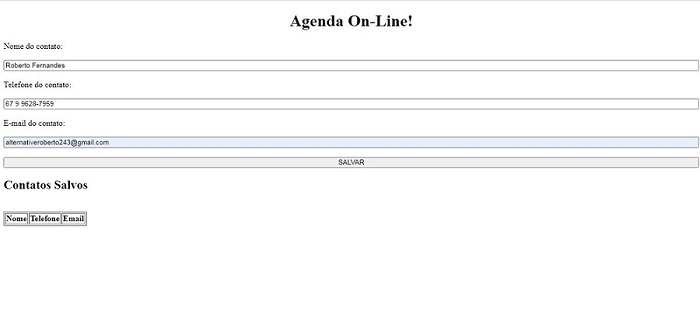 Agenda On-Line!
Nome do contato:
Roberto Fernandes
Telefone do contato:
67 9 9628-7959
E-mail do contato:
alternativeroberto243@gmail.com
SALVAR
Contatos Salvos
Nome Telefone Email